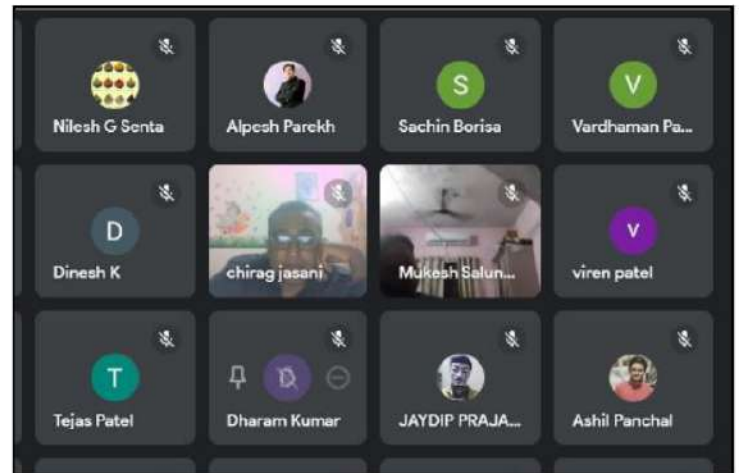 Nilesh G Senta
Alpesh Parekh
S
Sachin Borisa
V
Vardhaman Pa...
D
Dinesh K
chirag jasani
Mukesh Salun...
v
viren patel
T
Tejas Patel
D
Dharam Kumar
JAYDIP PRAJA...
Ashil Panchal